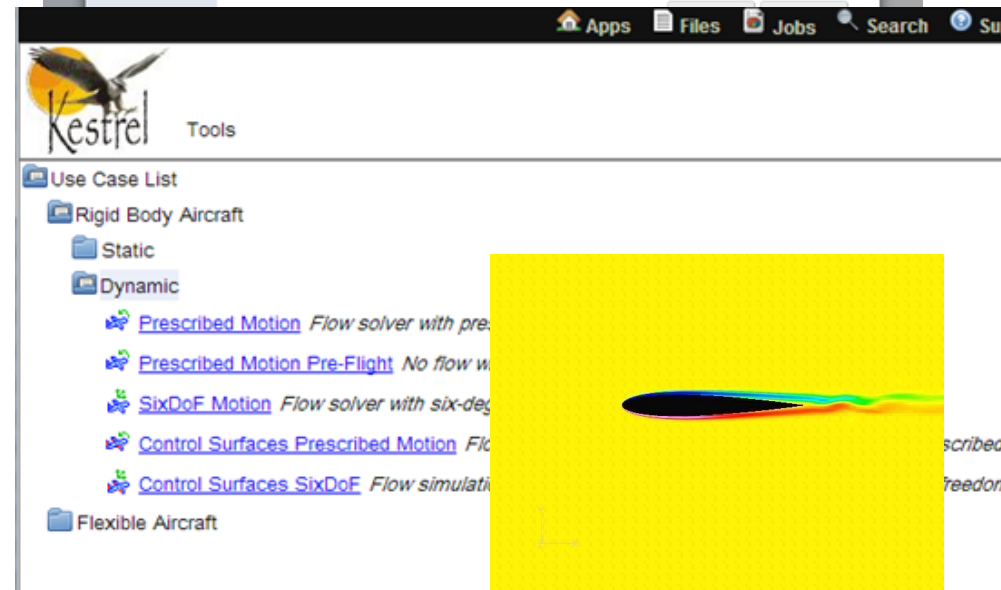 Apps Files Jobs Search Su
Kestrel Tools
Use Case List
Rigid Body Aircraft
Static
Dynamic
Prescribed Motion Flow solver with pre
Prescribed Motion Pre-Flight No flow w
SixDoF Motion Flow solver with six-deg
Control Surfaces Prescribed Motion Flo scribed
Control Surfaces SixDoF Flow simulati freedom
Flexible Aircraft